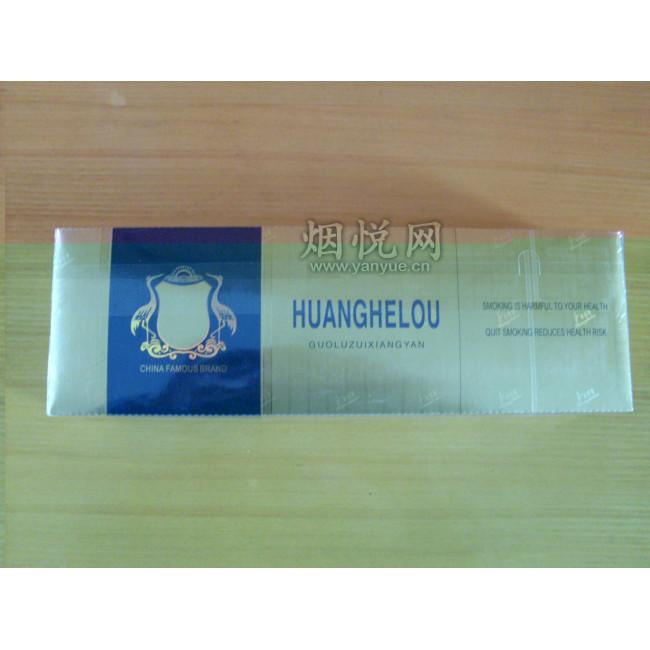 烟悦网
www.yanyue.cn
HUANGHELOU
GUOLUZUIXIANGYAN
CHINA FAMOUS BRAND
SMOKING IS HARMFUL TO YOUR HEALTH
QUIT SMOKING REDUCES HEALTH RISK